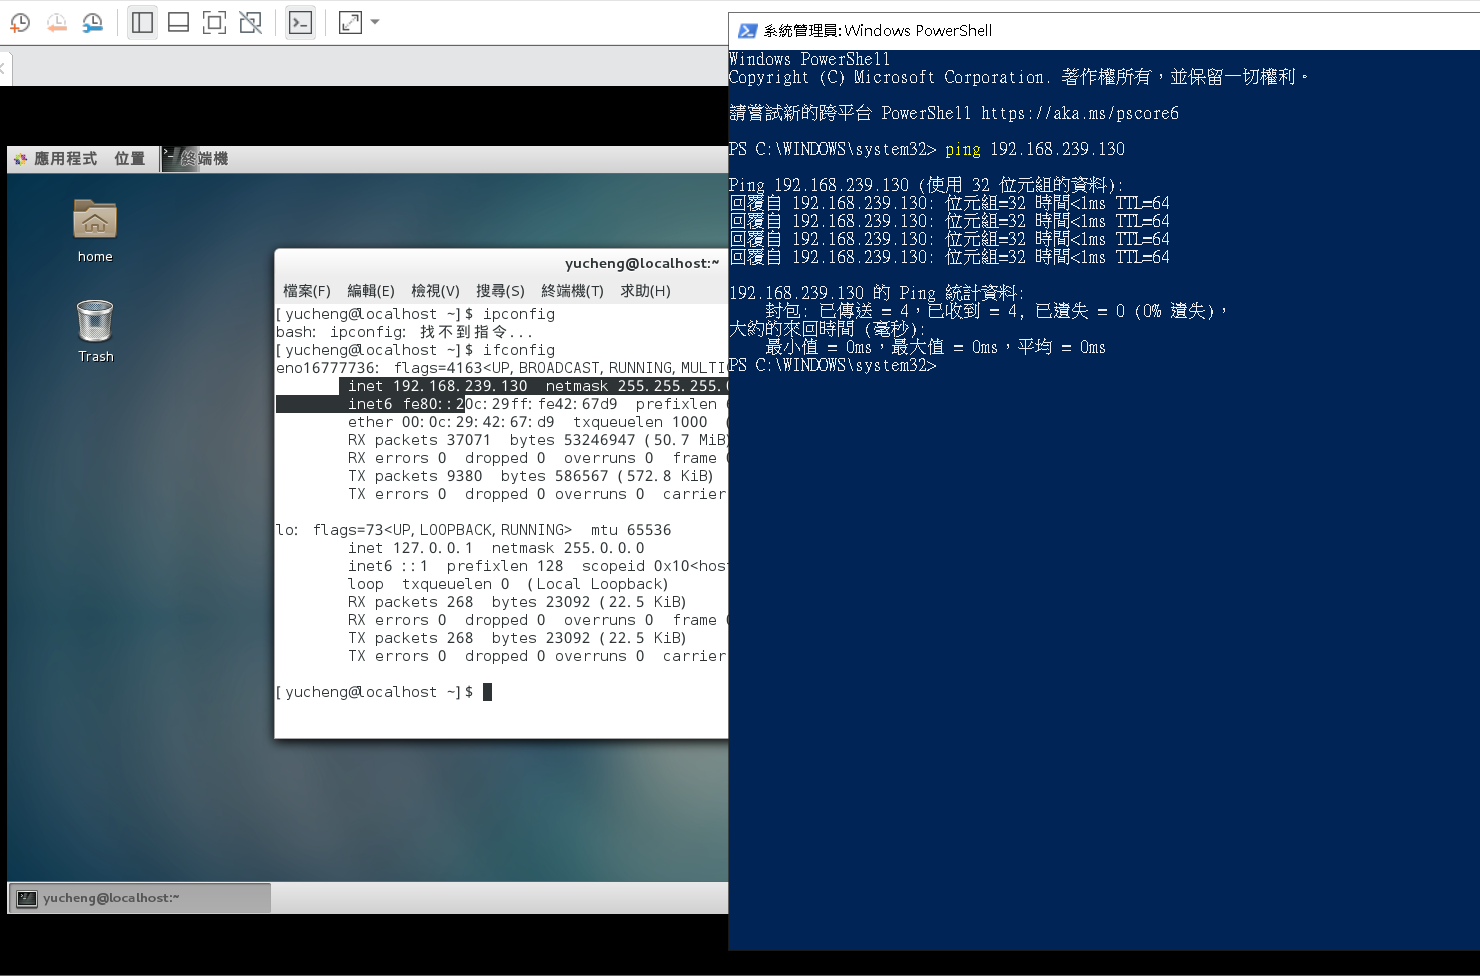 應用程式 位置 終端機
home
Trash
yucheng@localhost:~
檔案(F) 編輯(E) 檢視(V) 搜尋(S) 終端機(T) 求助(H)
[yucheng@localhost ~]$ ipconfig
bash: ipconfig: 找不到指令...
[yucheng@localhost ~]$ ifconfig
eno16777736: flags=4163<UP,BROADCAST,RUNNING,MULTIC
inet 192.168.239.130 netmask 255.255.255.0
inet6 fe80::20c:29ff:fe42:67d9 prefixlen 6
ether 00:0c:29:42:67:d9 txqueuelen 1000 (
RX packets 37071 bytes 53246947 (50.7 MiB)
RX errors 0 dropped 0 overruns 0 frame 0
TX packets 9380 bytes 586567 (572.8 KiB)
TX errors 0 dropped 0 overruns 0 carrier
lo: flags=73<UP,LOOPBACK,RUNNING> mtu 65536
inet 127.0.0.1 netmask 255.0.0.0
inet6 ::1 prefixlen 128 scopeid 0x10<hos
loop txqueuelen 0 (Local Loopback)
RX packets 268 bytes 23092 (22.5 KiB)
RX errors 0 dropped 0 overruns 0 frame 0
TX packets 268 bytes 23092 (22.5 KiB)
TX errors 0 dropped 0 overruns 0 carrier
[yucheng@localhost ~]$
yucheng@localhost:~
系統管理員: Windows PowerShell
Windows PowerShell
Copyright (C) Microsoft Corporation. 著作權所有，並保留一切權利。
請嘗試新的跨平台 PowerShell https://aka.ms/pscore6
PS C:\WINDOWS\system32> ping 192.168.239.130
Ping 192.168.239.130 (使用 32 位元組的資料):
回覆自 192.168.239.130: 位元組=32 時間<1ms TTL=64
回覆自 192.168.239.130: 位元組=32 時間<1ms TTL=64
回覆自 192.168.239.130: 位元組=32 時間<1ms TTL=64
回覆自 192.168.239.130: 位元組=32 時間<1ms TTL=64
192.168.239.130 的 Ping 統計資料:
封包: 已傳送 = 4，已收到 = 4, 已遺失 = 0 (0% 遺失)，
大約的來回時間 (毫秒):
最小值 = 0ms，最大值 = 0ms，平均 = 0ms
PS C:\WINDOWS\system32>